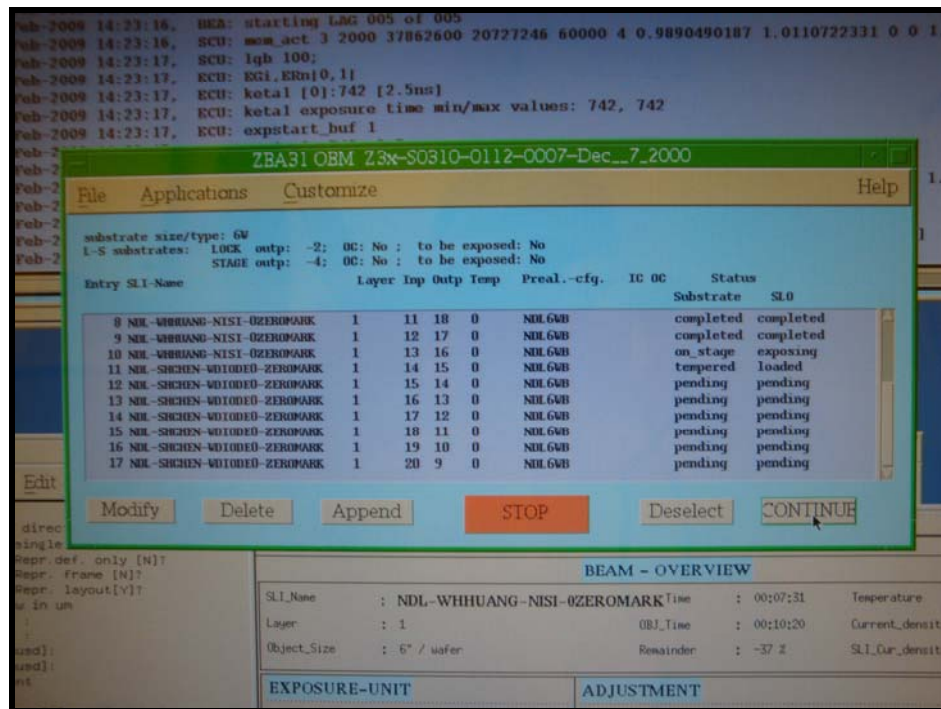 Feb-2009 14:23:16, BEA: starting LAG 005 of 005
Feb-2009 14:23:16, SCU: mom_act 3 2000 37862600 20727246 60000 4 0.9890490187 1.0110722331 0 0 1
Feb-2009 14:23:17, SCU: lqb 100;
Feb-2009 14:23:17, ECU: EGi,ERn[0,1]
Feb-2009 14:23:17, ECU: ketal [0]:742 [2.5ns]
Feb-2009 14:23:17, ECU: ketal exposure time min/max values: 742, 742
Feb-2009 14:23:17, ECU: expstart_buf 1
ZBA31 OBM Z3x-S0310-0112-0007-Dec__7_2000
File Applications Customize Help
substrate size/type: 6W
L-S substrates: LOCK outp: -2; OC: No ; to be exposed: No
STAGE outp: -4; OC: No ; to be exposed: No
Entry SLI-Name Layer Inp Outp Temp Preal.-cfg. IC OC Status
Substrate SLO
8 NDL-WHHUANG-NISI-0ZEROMARK 1 11 18 0 NDL6WB completed completed
9 NDL-WHHUANG-NISI-0ZEROMARK 1 12 17 0 NDL6WB completed completed
10 NDL-WHHUANG-NISI-0ZEROMARK 1 13 16 0 NDL6WB on_stage exposing
11 NDL-SHCHEN-WDIODE0-ZEROMARK 1 14 15 0 NDL6WB tempered loaded
12 NDL-SHCHEN-WDIODE0-ZEROMARK 1 15 14 0 NDL6WB pending pending
13 NDL-SHCHEN-WDIODE0-ZEROMARK 1 16 13 0 NDL6WB pending pending
14 NDL-SHCHEN-WDIODE0-ZEROMARK 1 17 12 0 NDL6WB pending pending
15 NDL-SHCHEN-WDIODE0-ZEROMARK 1 18 11 0 NDL6WB pending pending
16 NDL-SHCHEN-WDIODE0-ZEROMARK 1 19 10 0 NDL6WB pending pending
17 NDL-SHCHEN-WDIODE0-ZEROMARK 1 20 9 0 NDL6WB pending pending
Edit
Modify Delete Append STOP Deselect CONTINUE
direc
single
Repr.def. only [N]?
Repr. frame [N]?
Repr. layout[Y]?
w in um
used]:
used]:
BEAM - OVERVIEW
SLI_Name : NDL-WHHUANG-NISI-0ZEROMARK Time : 00:07:31 Temperature
Layer : 1 OBJ_Time : 00:10:20 Current_densit
Object_Size : 6" / wafer Remainder : -37 % SLI_Cur_densit
EXPOSURE-UNIT ADJUSTMENT